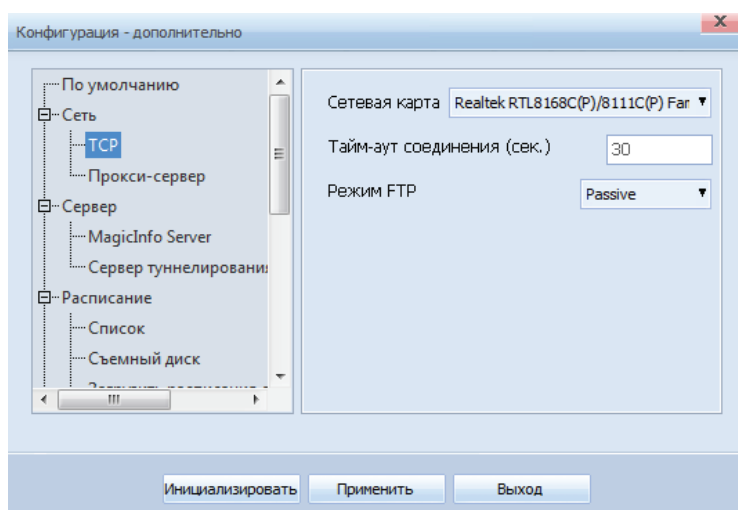 Конфигурация - дополнительно
X
По умолчанию
Сеть
TCP
Прокси-сервер
Сервер
MagicInfo Server
Сервер туннелирования
Расписание
Список
Съемный диск
Сетевая карта Realtek RTL8168C(P)/8111C(P) Far
Тайм-аут соединения (сек.) 30
Режим FTP Passive
Инициализировать Применить Выход